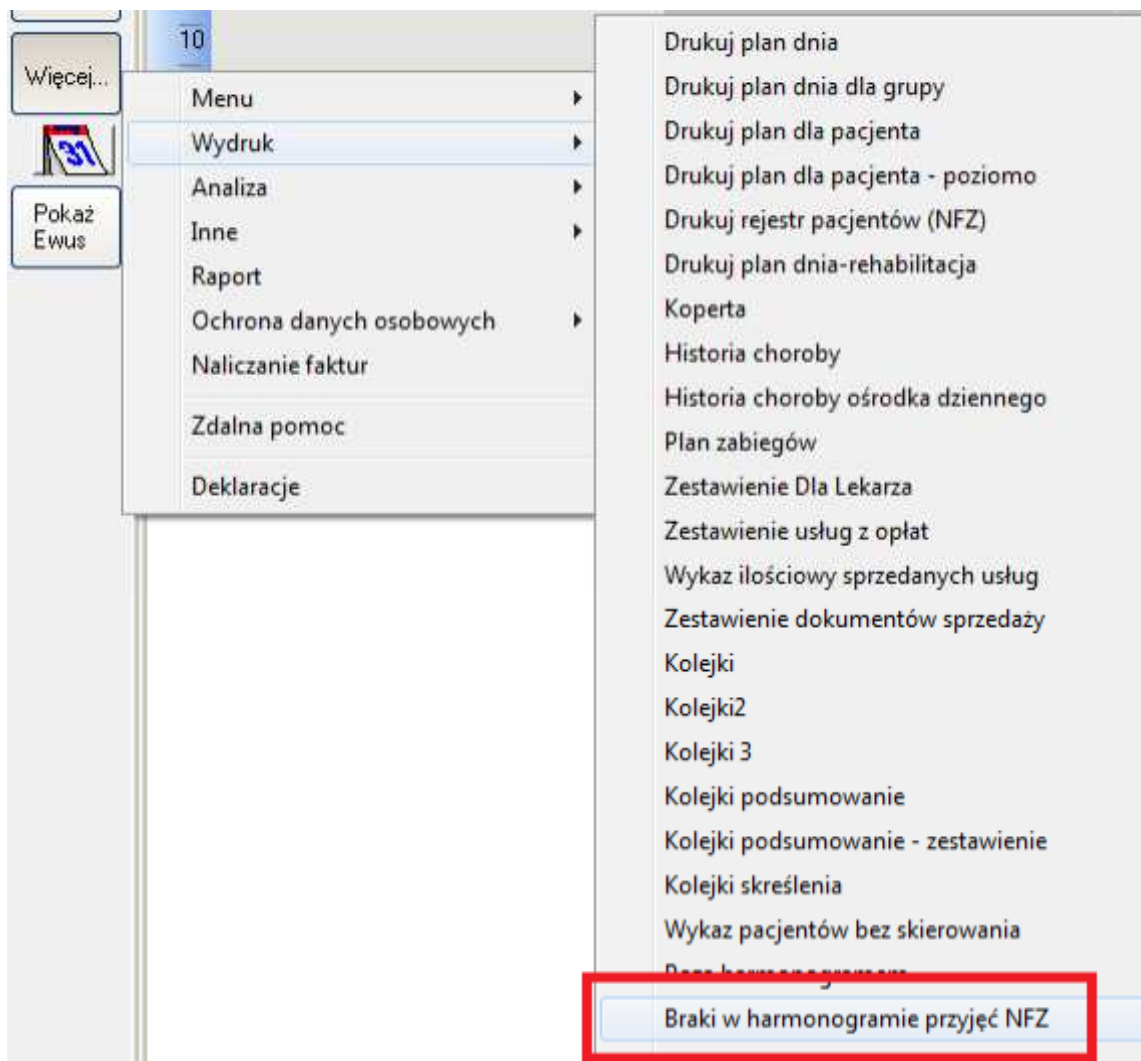 10
Więcej...
31
Pokaż
Ewuś
Menu
Wydruk
Analiza
Inne
Raport
Ochrona danych osobowych
Naliczanie faktur
Zdalna pomoc
Deklaracje
Drukuj plan dnia
Drukuj plan dnia dla grupy
Drukuj plan dla pacjenta
Drukuj plan dla pacjenta - poziomo
Drukuj rejestr pacjentów (NFZ)
Drukuj plan dnia-rehabilitacja
Koperta
Historia choroby
Historia choroby ośrodka dziennego
Plan zabiegów
Zestawienie Dla Lekarza
Zestawienie usług z opłat
Wykaz ilościowy sprzedanych usług
Zestawienie dokumentów sprzedaży
Kolejki
Kolejki2
Kolejki 3
Kolejki podsumowanie
Kolejki podsumowanie - zestawienie
Kolejki skreślenia
Wykaz pacjentów bez skierowania
Poza harmonogramem
Braki w harmonogramie przyjęć NFZ